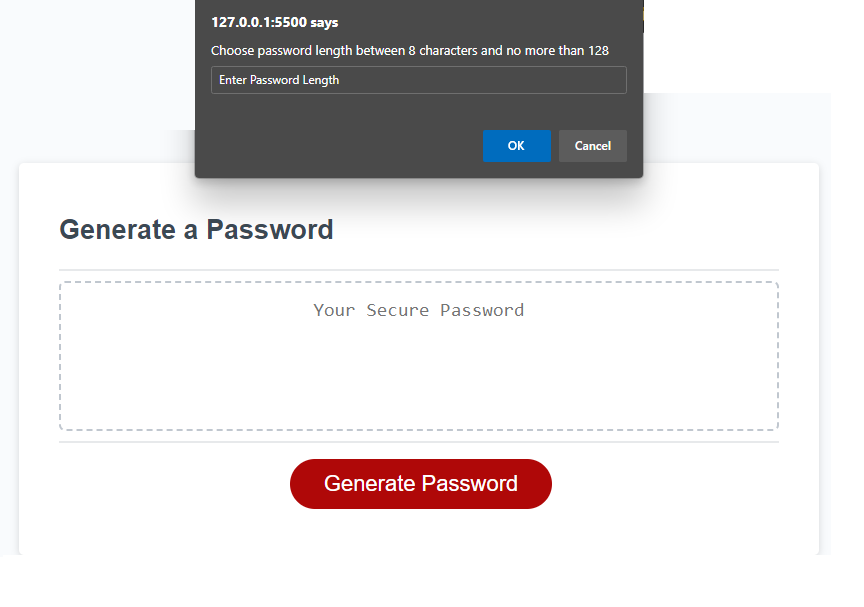 127.0.0.1:5500 says
Choose password length between 8 characters and no more than 128
Enter Password Length
OK Cancel
Generate a Password
Your Secure Password
Generate Password